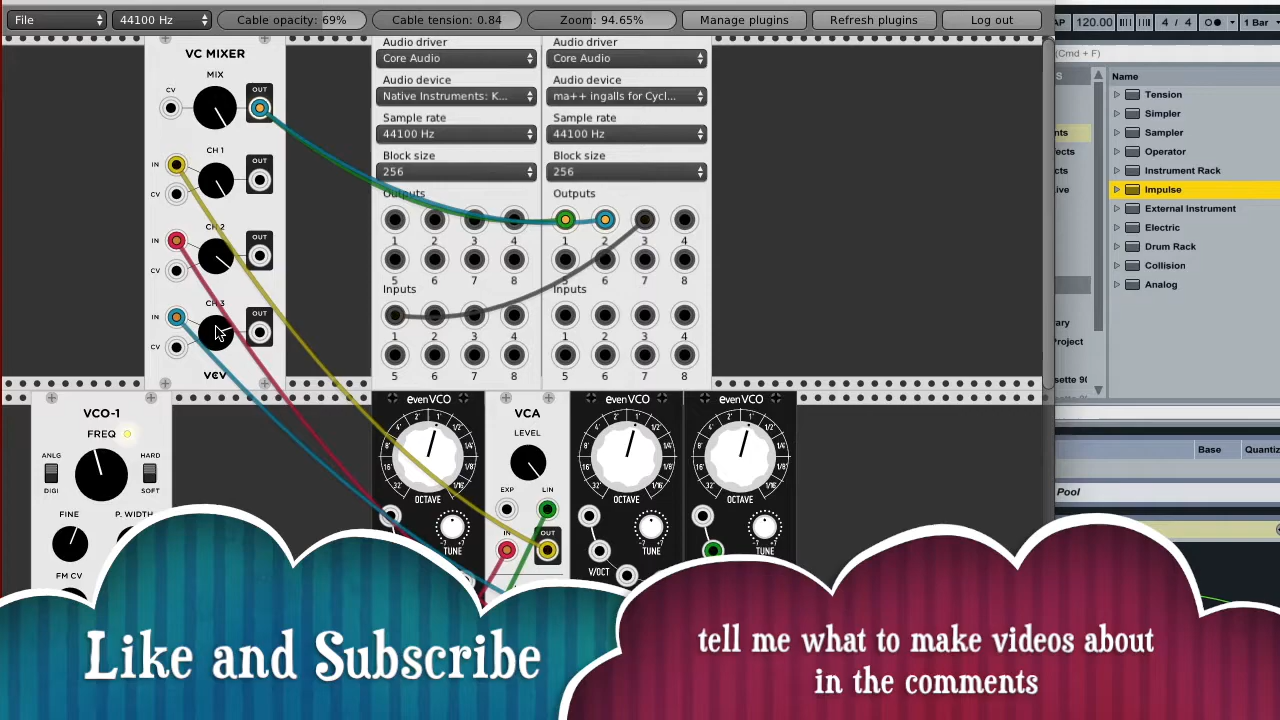 File
44100 Hz
Cable opacity: 69%
Cable tension: 0.84
Zoom: 94.65%
Manage plugins
Refresh plugins
Log out
120.00
4 / 4
1 Bar
VC MIXER
MIX
CV
OUT
CH 1
IN
OUT
CV
CH 2
IN
OUT
CV
CH 3
IN
OUT
CV
VCV
Audio driver
Core Audio
Audio device
Native Instruments: K...
Sample rate
44100 Hz
Block size
256
Outputs
1 2 3 4
5 6 7 8
Inputs
1 2 3 4
5 6 7 8
Audio driver
Core Audio
Audio device
ma++ ingalls for Cycl...
Sample rate
44100 Hz
Block size
256
Outputs
1 2 3 4
5 6 7 8
Inputs
1 2 3 4
5 6 7 8
(Cmd + F)
Name
Tension
Simpler
Sampler
Operator
Instrument Rack
Impulse
External Instrument
Electric
Drum Rack
Collision
Analog
Base
Quantiz
Pool
VCO-1
FREQ
ANLG
HARD
DIGI
SOFT
FINE
P. WIDTH
FM CV
evenVCO
OCTAVE
TUNE
VCA
LEVEL
EXP
LIN
IN
OUT
evenVCO
OCTAVE
TUNE
V/OCT
evenVCO
OCTAVE
TUNE
Like and Subscribe
tell me what to make videos about
in the comments